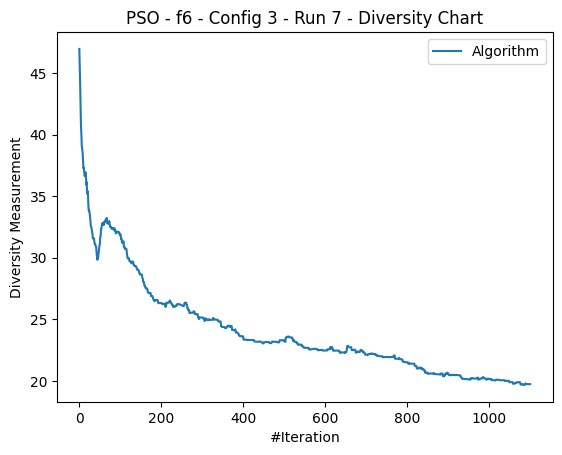 PSO - f6 - Config 3 - Run 7 - Diversity Chart
Algorithm
Diversity Measurement
45
40
35
30
25
20
0 200 400 600 800 1000
#Iteration